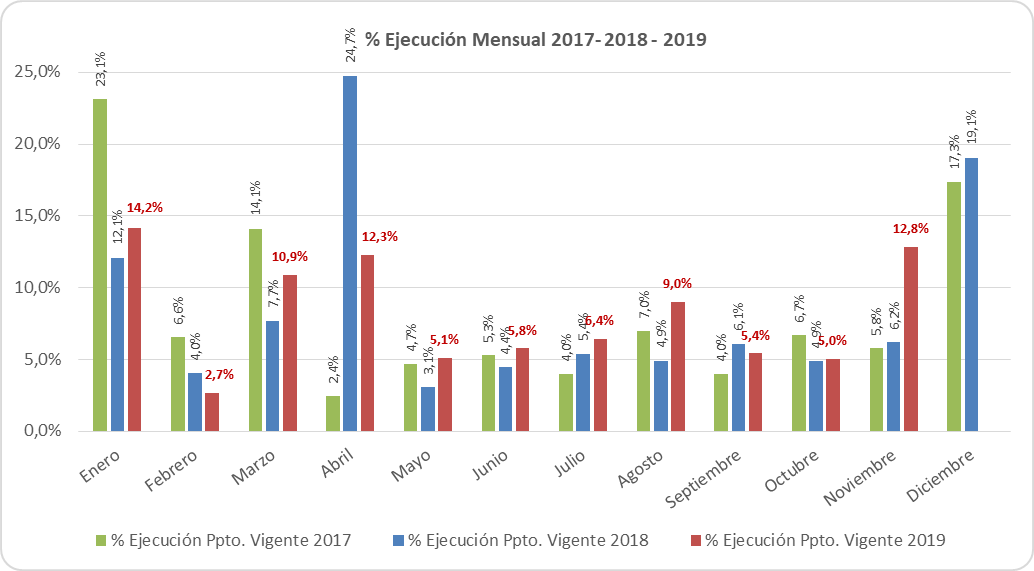 % Ejecución Mensual 2017- 2018 - 2019
25,0%
20,0%
15,0%
10,0%
5,0%
0,0%
23,1%
12,1%
14,2%
6,6%
4,0%
2,7%
14,1%
7,7%
10,9%
2,4%
24,7%
12,3%
4,7%
3,1%
5,1%
5,3%
4,4%
5,8%
4,0%
5,4%
6,4%
7,0%
4,9%
9,0%
4,0%
6,1%
5,4%
6,7%
4,9%
5,0%
5,8%
6,2%
12,8%
17,3%
19,1%
Enero
Febrero
Marzo
Abril
Mayo
Junio
Julio
Agosto
Septiembre
Octubre
Noviembre
Diciembre
% Ejecución Ppto. Vigente 2017
% Ejecución Ppto. Vigente 2018
% Ejecución Ppto. Vigente 2019